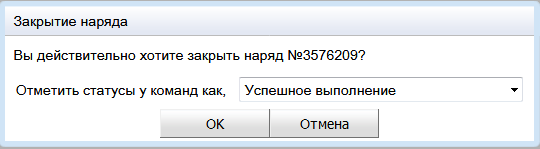 Закрытие наряда
Вы действительно хотите закрыть наряд №3576209?
Отметить статусы у команд как, Успешное выполнение
OK Отмена